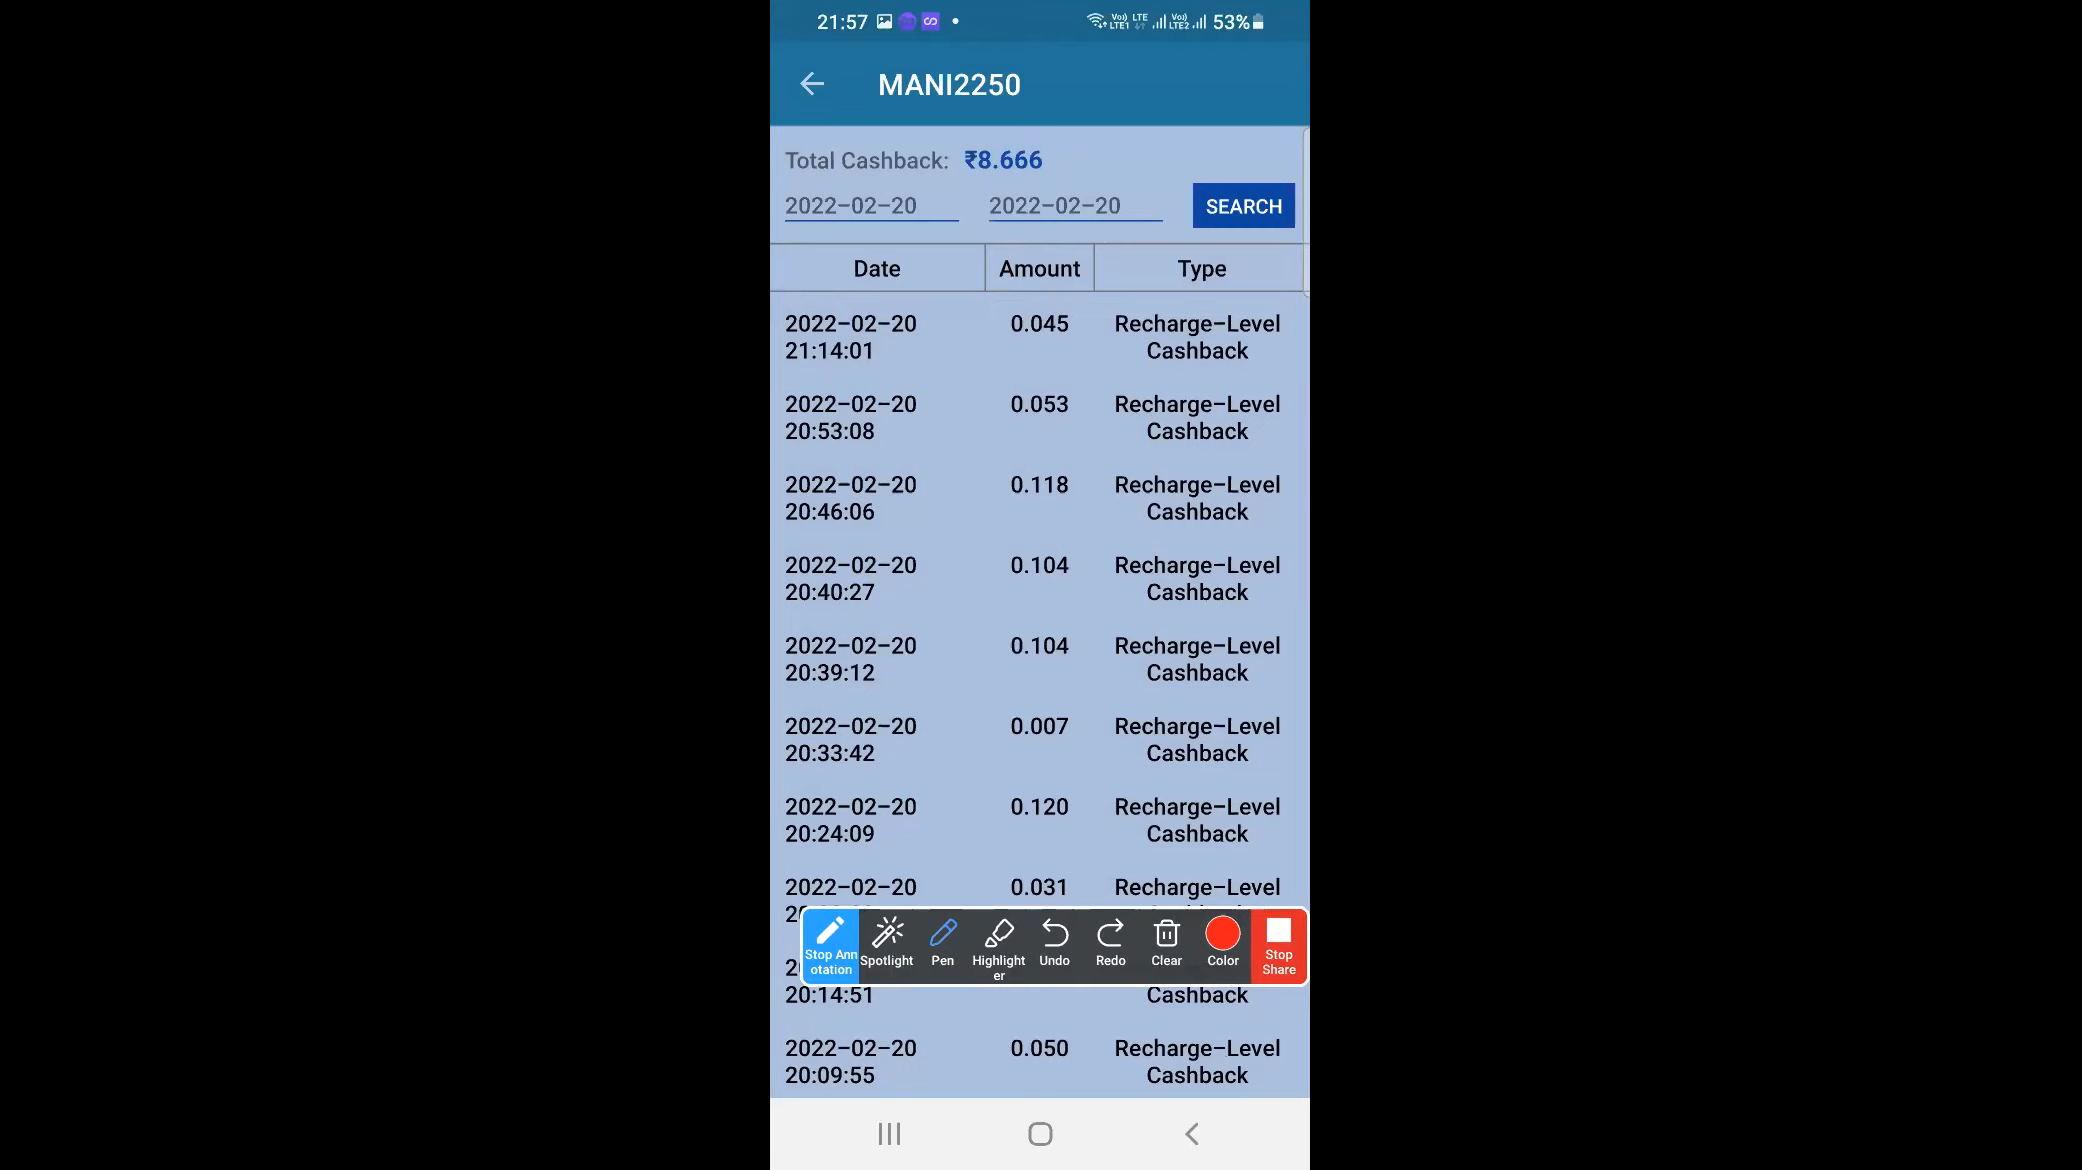 21:57 53%
MANI2250
Total Cashback: ₹8.666
2022-02-20 2022-02-20 SEARCH
Date Amount Type
2022-02-20 0.045 Recharge-Level
21:14:01 Cashback
2022-02-20 0.053 Recharge-Level
20:53:08 Cashback
2022-02-20 0.118 Recharge-Level
20:46:06 Cashback
2022-02-20 0.104 Recharge-Level
20:40:27 Cashback
2022-02-20 0.104 Recharge-Level
20:39:12 Cashback
2022-02-20 0.007 Recharge-Level
20:33:42 Cashback
2022-02-20 0.120 Recharge-Level
20:24:09 Cashback
2022-02-20 0.031 Recharge-Level
Stop Ann Spotlight Pen Highlight Undo Redo Clear Color Stop
otation er Share
20:14:51 Cashback
2022-02-20 0.050 Recharge-Level
20:09:55 Cashback